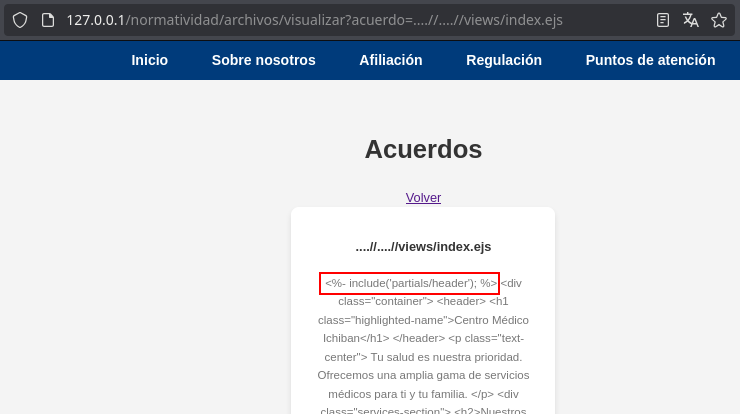 127.0.0.1/normatividad/archivos/visualizar?acuerdo=....//....//views/index.ejs
Inicio Sobre nosotros Afiliación Regulación Puntos de atención
Acuerdos
Volver
....//....//views/index.ejs
<%- include('partials/header'); %> <div
class="container"> <header> <h1
class="highlighted-name">Centro Médico
Ichiban</h1> </header> <p class="text-
center"> Tu salud es nuestra prioridad.
Ofrecemos una amplia gama de servicios
médicos para ti y tu familia. </p> <div
class="services-section"> <h2>Nuestros